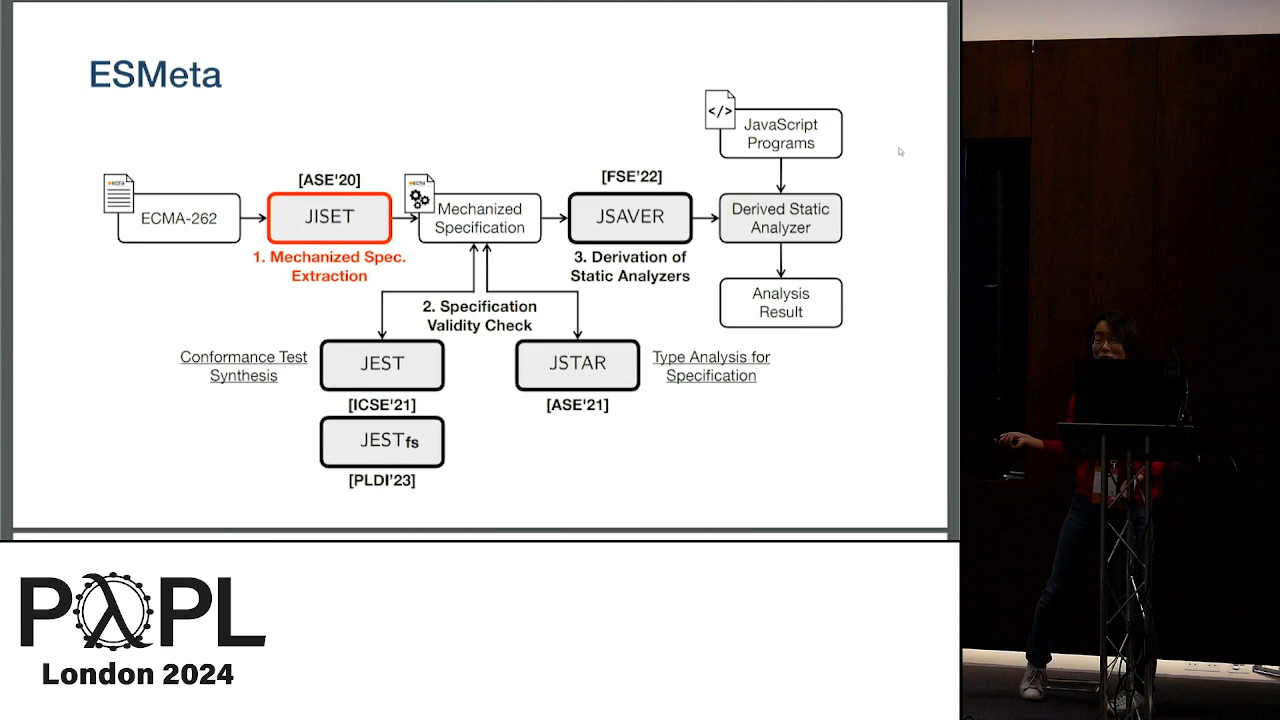 ESMeta
</>
JavaScript
Programs
[ASE'20]
[FSE'22]
ECMA-262
JISET
Mechanized
Specification
JSAVER
Derived Static
Analyzer
1. Mechanized Spec.
Extraction
3. Derivation of
Static Analyzers
2. Specification
Validity Check
Analysis
Result
Conformance Test
Synthesis
JEST
JSTAR
Type Analysis for
Specification
[ICSE'21]
[ASE'21]
JESTfs
[PLDI'23]
PλPL
London 2024